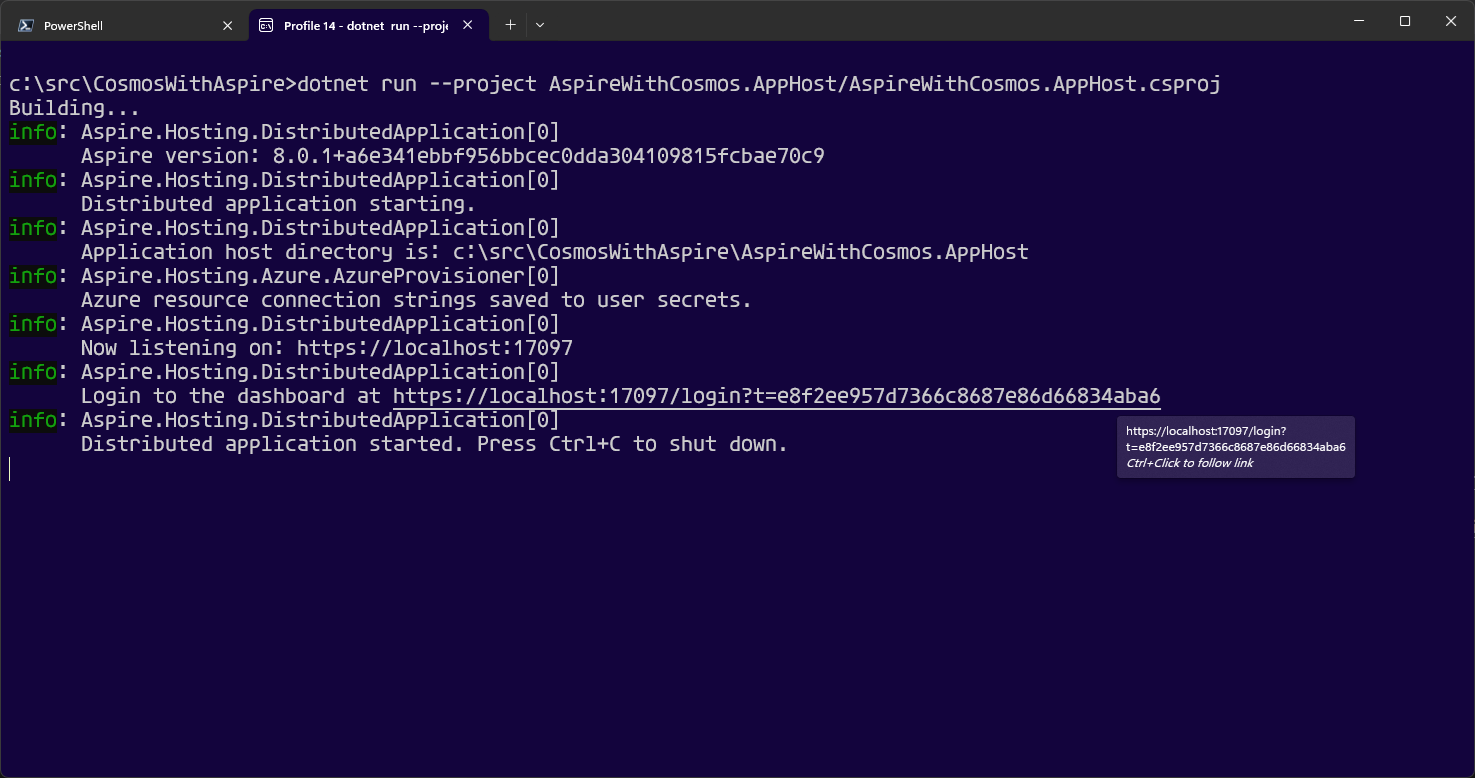 PowerShell
Profile 14 - dotnet run --proje
c:\src\CosmosWithAspire>dotnet run --project AspireWithCosmos.AppHost/AspireWithCosmos.AppHost.csproj
Building...
info: Aspire.Hosting.DistributedApplication[0]
      Aspire version: 8.0.1+a6e341ebbf956bbcec0dda304109815fcbae70c9
info: Aspire.Hosting.DistributedApplication[0]
      Distributed application starting.
info: Aspire.Hosting.DistributedApplication[0]
      Application host directory is: c:\src\CosmosWithAspire\AspireWithCosmos.AppHost
info: Aspire.Hosting.Azure.AzureProvisioner[0]
      Azure resource connection strings saved to user secrets.
info: Aspire.Hosting.DistributedApplication[0]
      Now listening on: https://localhost:17097
info: Aspire.Hosting.DistributedApplication[0]
      Login to the dashboard at https://localhost:17097/login?t=e8f2ee957d7366c8687e86d66834aba6
info: Aspire.Hosting.DistributedApplication[0]
      Distributed application started. Press Ctrl+C to shut down.
https://localhost:17097/login?
t=e8f2ee957d7366c8687e86d66834aba6
Ctrl+Click to follow link